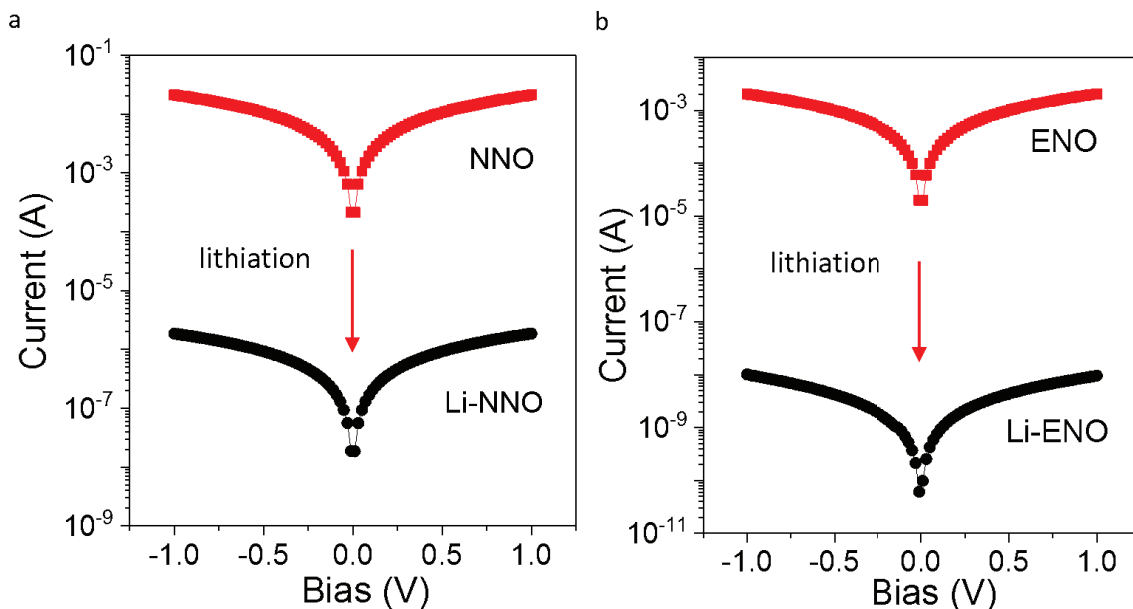 a
Current (A)
10⁻¹
10⁻³
10⁻⁵
10⁻⁷
10⁻⁹
NNO
lithiation
Li-NNO
-1.0 -0.5 0.0 0.5 1.0
Bias (V)
b
Current (A)
10⁻³
10⁻⁵
10⁻⁷
10⁻⁹
10⁻¹¹
ENO
lithiation
Li-ENO
-1.0 -0.5 0.0 0.5 1.0
Bias (V)